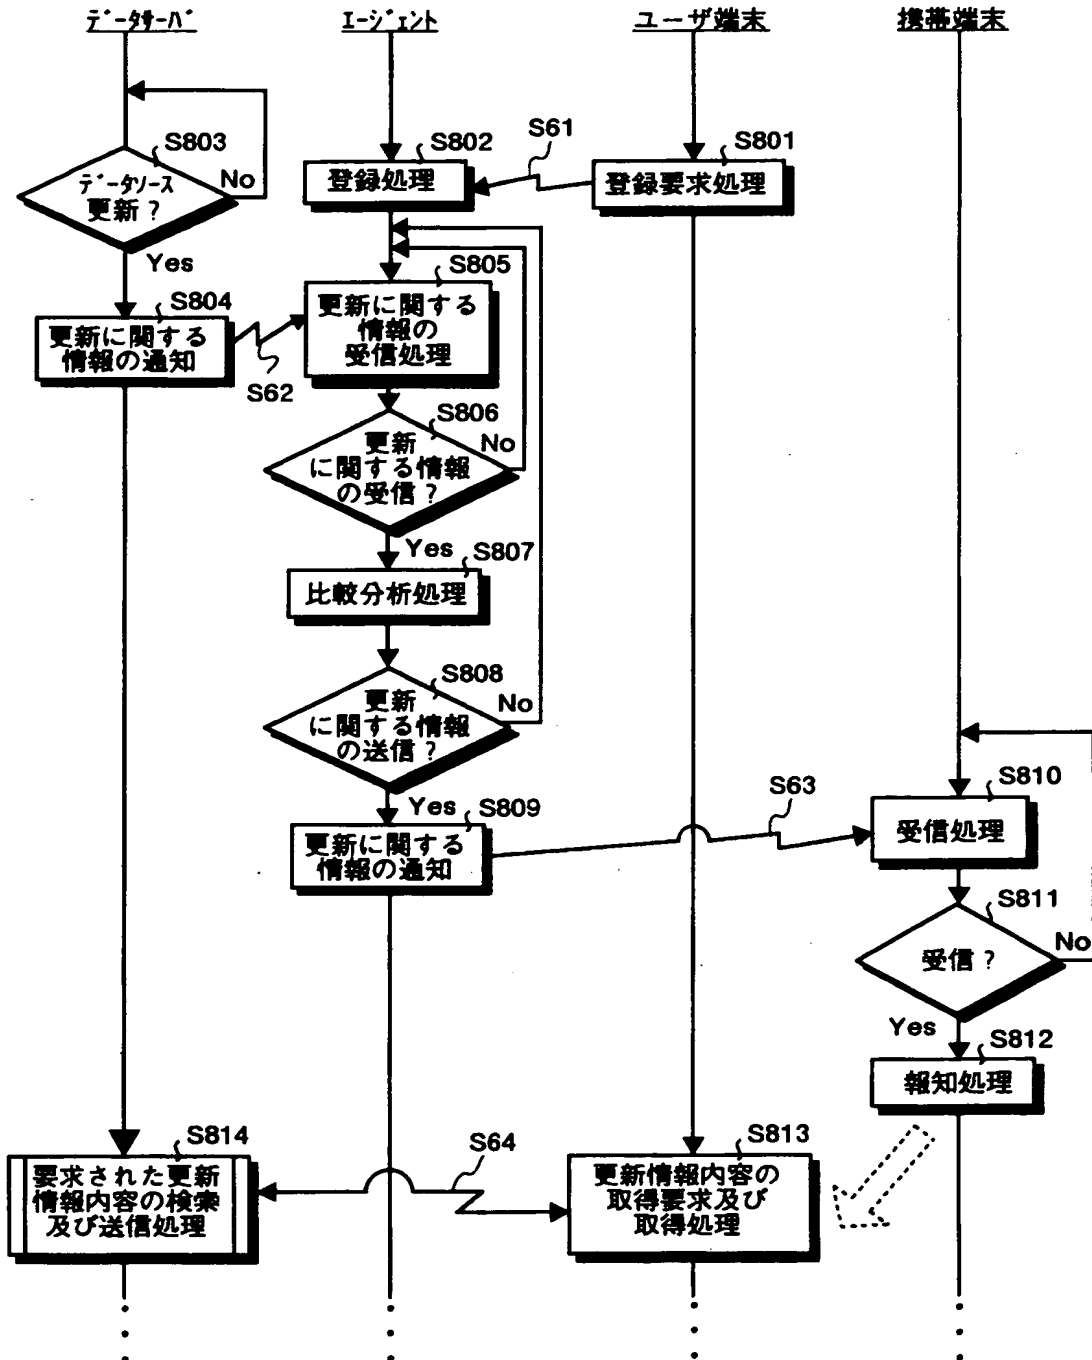 データサーバ
エージェント
ユーザ端末
携帯端末
S803
データソース
更新?
No
Yes
S802
登録処理
S61
S801
登録要求処理
S804
更新に関する
情報の通知
S62
S805
更新に関する
情報の
受信処理
S806
更新
に関する情報
の受信?
No
Yes
S807
比較分析処理
S808
更新
に関する情報
の送信?
No
Yes
S809
更新に関する
情報の通知
S63
S810
受信処理
S811
受信?
No
Yes
S812
報知処理
S814
要求された更新
情報内容の検索
及び送信処理
S64
S813
更新情報内容の
取得要求及び
取得処理